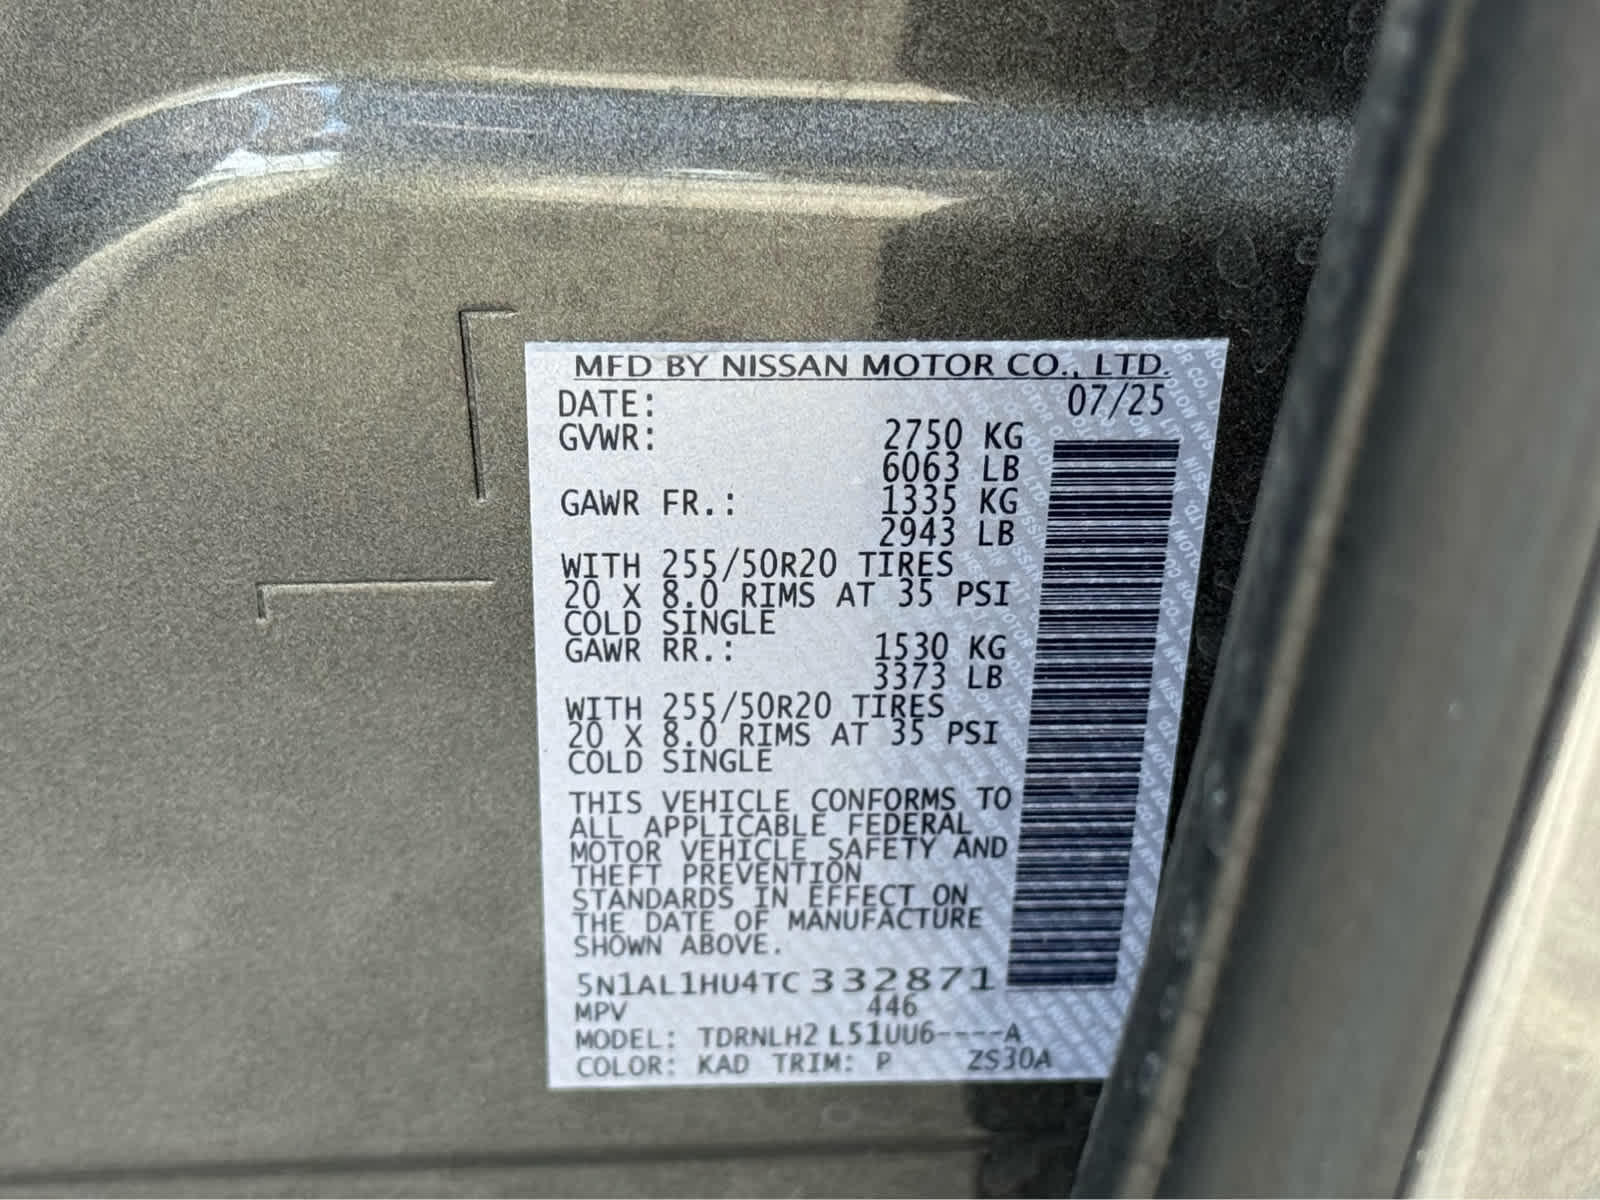 MFD BY NISSAN MOTOR CO., LTD.
DATE: 07/25
GVWR: 2750 KG
6063 LB
GAWR FR.: 1335 KG
2943 LB
WITH 255/50R20 TIRES
20 X 8.0 RIMS AT 35 PSI
COLD SINGLE
GAWR RR.: 1530 KG
3373 LB
WITH 255/50R20 TIRES
20 X 8.0 RIMS AT 35 PSI
COLD SINGLE
THIS VEHICLE CONFORMS TO
ALL APPLICABLE FEDERAL
MOTOR VEHICLE SAFETY AND
THEFT PREVENTION
STANDARDS IN EFFECT ON
THE DATE OF MANUFACTURE
SHOWN ABOVE.
5N1AL1HU4TC332871
MPV 446
MODEL: TDRNLH2 L51UU6----A
COLOR: KAD TRIM: P ZS30A